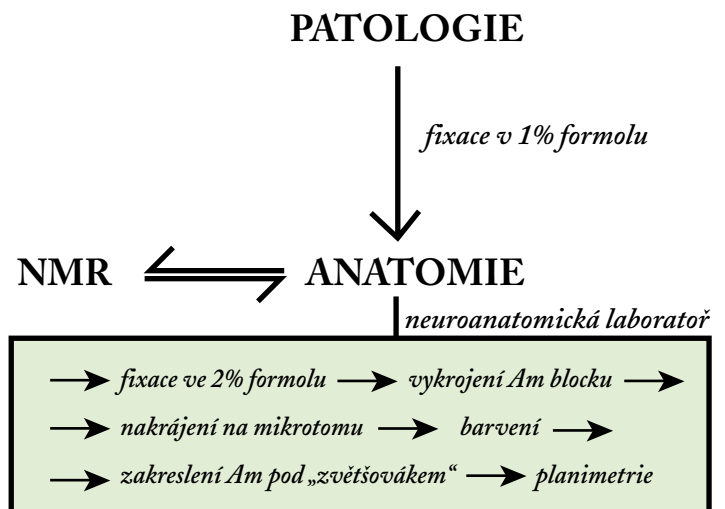 PATOLOGIE
fixace v 1% formolu
NMR ANATOMIE
neuroanatomická laboratoř
fixace ve 2% formolu vykrojení Am blocku
nakrájení na mikrotomu barvení
zakreslení Am pod „zvětšovákem“ planimetrie